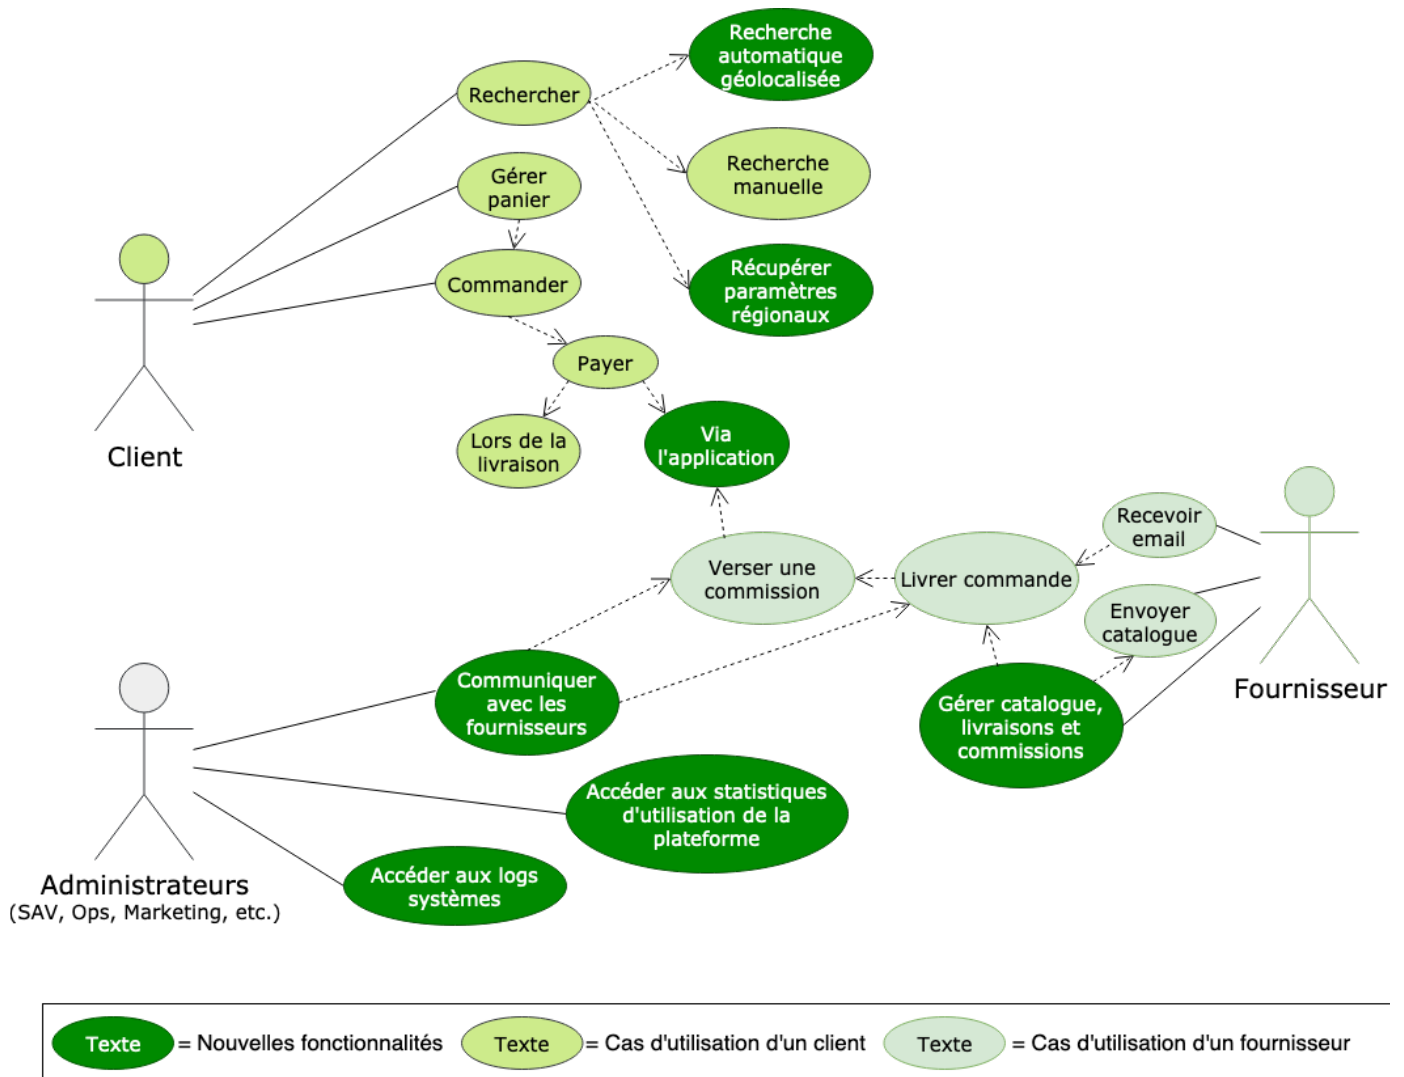 Recherche
automatique
géolocalisée
Rechercher
Recherche
manuelle
Gérer
panier
Récupérer
paramètres
régionaux
Commander
Payer
Client
Lors de la
livraison
Via
l'application
Recevoir
email
Verser une
commission
Livrer commande
Envoyer
catalogue
Fournisseur
Communiquer
avec les
fournisseurs
Gérer catalogue,
livraisons et
commissions
Accéder aux statistiques
d'utilisation de la
plateforme
Accéder aux logs
systèmes
Administrateurs
(SAV, Ops, Marketing, etc.)
Texte = Nouvelles fonctionnalités Texte = Cas d'utilisation d'un client Texte = Cas d'utilisation d'un fournisseur